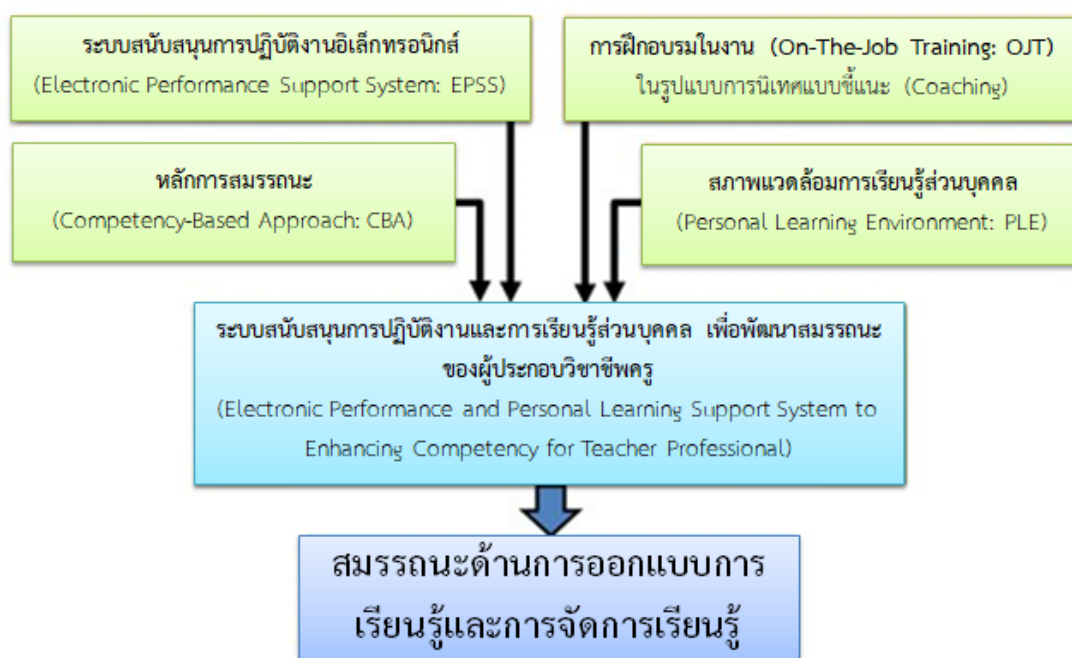 ระบบสนับสนุนการปฏิบัติงานอิเล็กทรอนิกส์
(Electronic Performance Support System: EPSS)
การฝึกอบรมในงาน (On-The-Job Training: OJT)
ในรูปแบบการนิเทศแบบชี้แนะ (Coaching)
หลักการสมรรถนะ
(Competency-Based Approach: CBA)
สภาพแวดล้อมการเรียนรู้ส่วนบุคคล
(Personal Learning Environment: PLE)
ระบบสนับสนุนการปฏิบัติงานและการเรียนรู้ส่วนบุคคล เพื่อพัฒนาสมรรถนะ
ของผู้ประกอบวิชาชีพครู
(Electronic Performance and Personal Learning Support System to
Enhancing Competency for Teacher Professional)
สมรรถนะด้านการออกแบบการ
เรียนรู้และการจัดการเรียนรู้